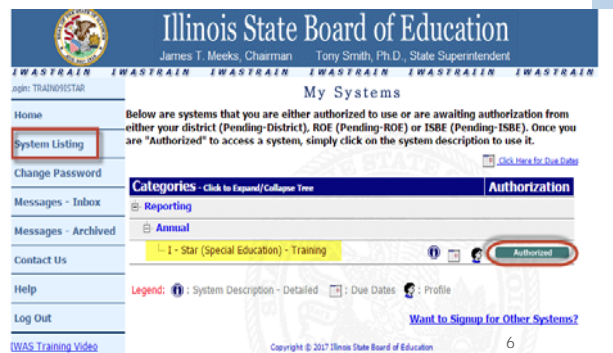 Illinois State Board of Education
James T. Meeks, Chairman Tony Smith, Ph.D., State Superintendent
IWASTRAIN IWASTRAIN IWASTRAIN IWASTRAIN IWASTRAIN IWASTRAIN
ogin: TRAIN09ISTAR
My Systems
Home
Below are systems that you are either authorized to use or are awaiting authorization from
either your district (Pending-District), ROE (Pending-ROE) or ISBE (Pending-ISBE). Once you
are "Authorized" to access a system, simply click on the system description to use it.
System Listing
Click Here for Due Dates
Change Password
Categories - Click to Expand/Collapse Tree Authorization
Messages - Inbox
Reporting
Messages - Archived
Annual
I - Star (Special Education) - Training Authorized
Contact Us
Help
Legend: : System Description - Detailed : Due Dates : Profile
Log Out
Want to Signup for Other Systems?
IWAS Training Video
Copyright © 2017 Illinois State Board of Education
6